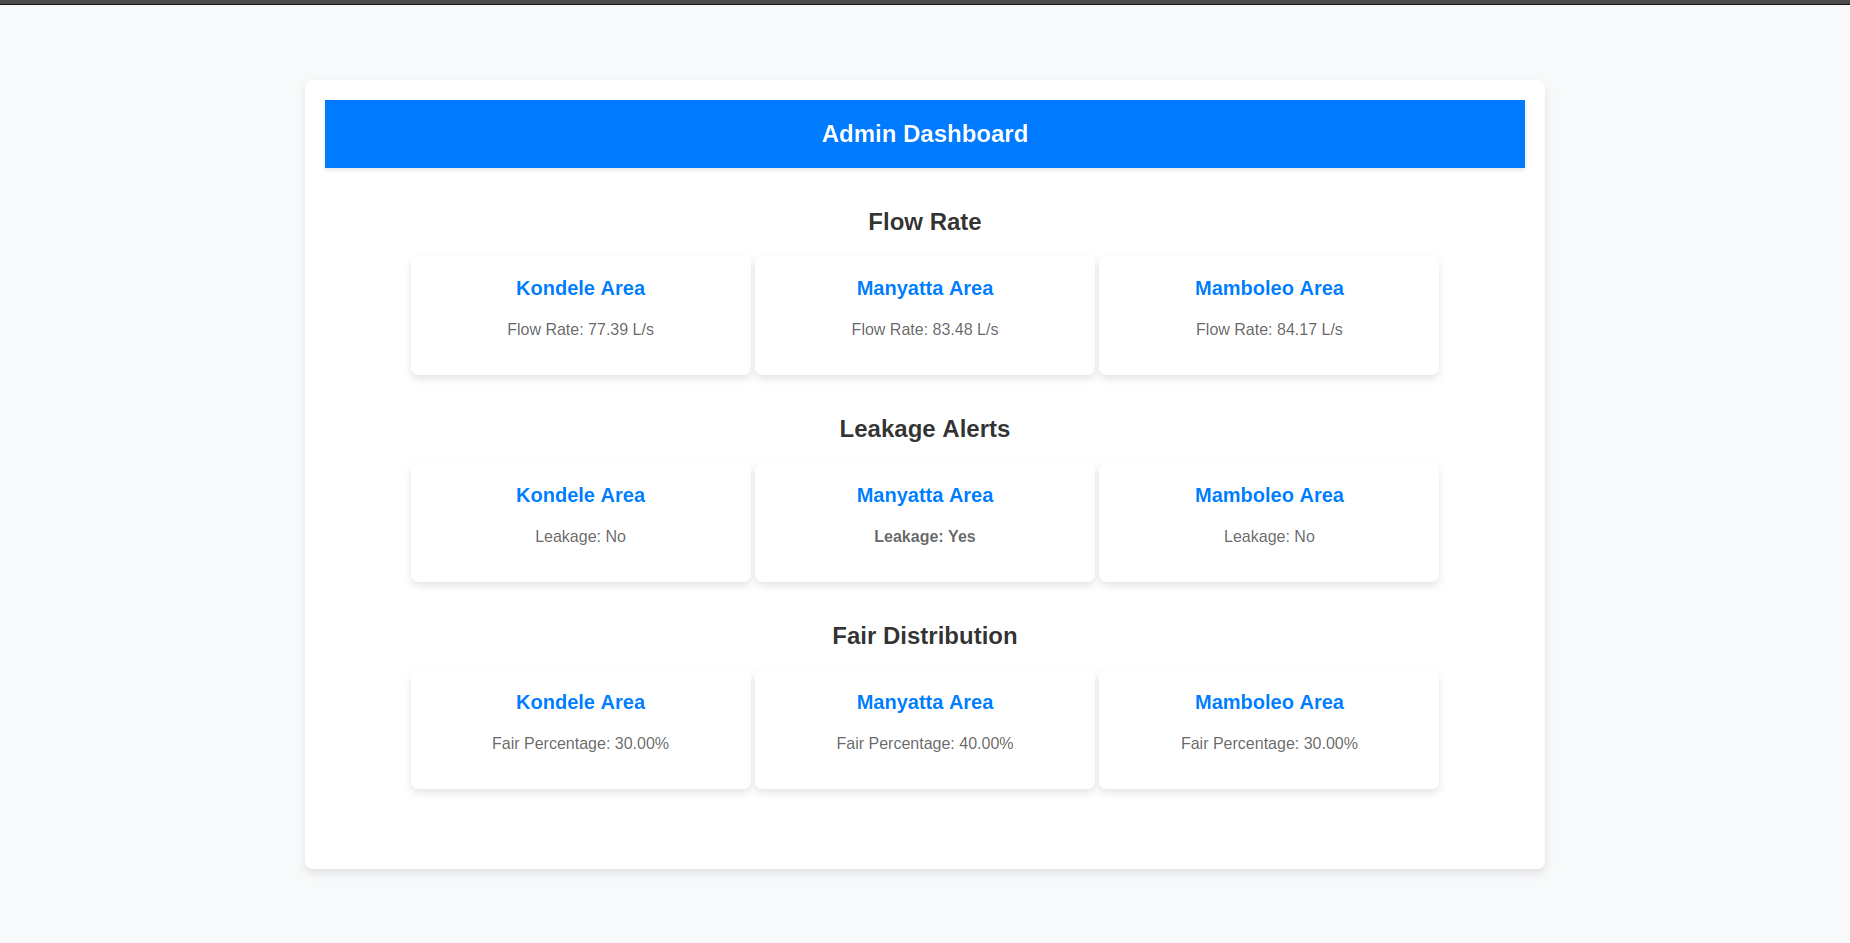 Admin Dashboard
Flow Rate
Kondele Area
Flow Rate: 77.39 L/s
Manyatta Area
Flow Rate: 83.48 L/s
Mamboleo Area
Flow Rate: 84.17 L/s
Leakage Alerts
Kondele Area
Leakage: No
Manyatta Area
Leakage: Yes
Mamboleo Area
Leakage: No
Fair Distribution
Kondele Area
Fair Percentage: 30.00%
Manyatta Area
Fair Percentage: 40.00%
Mamboleo Area
Fair Percentage: 30.00%